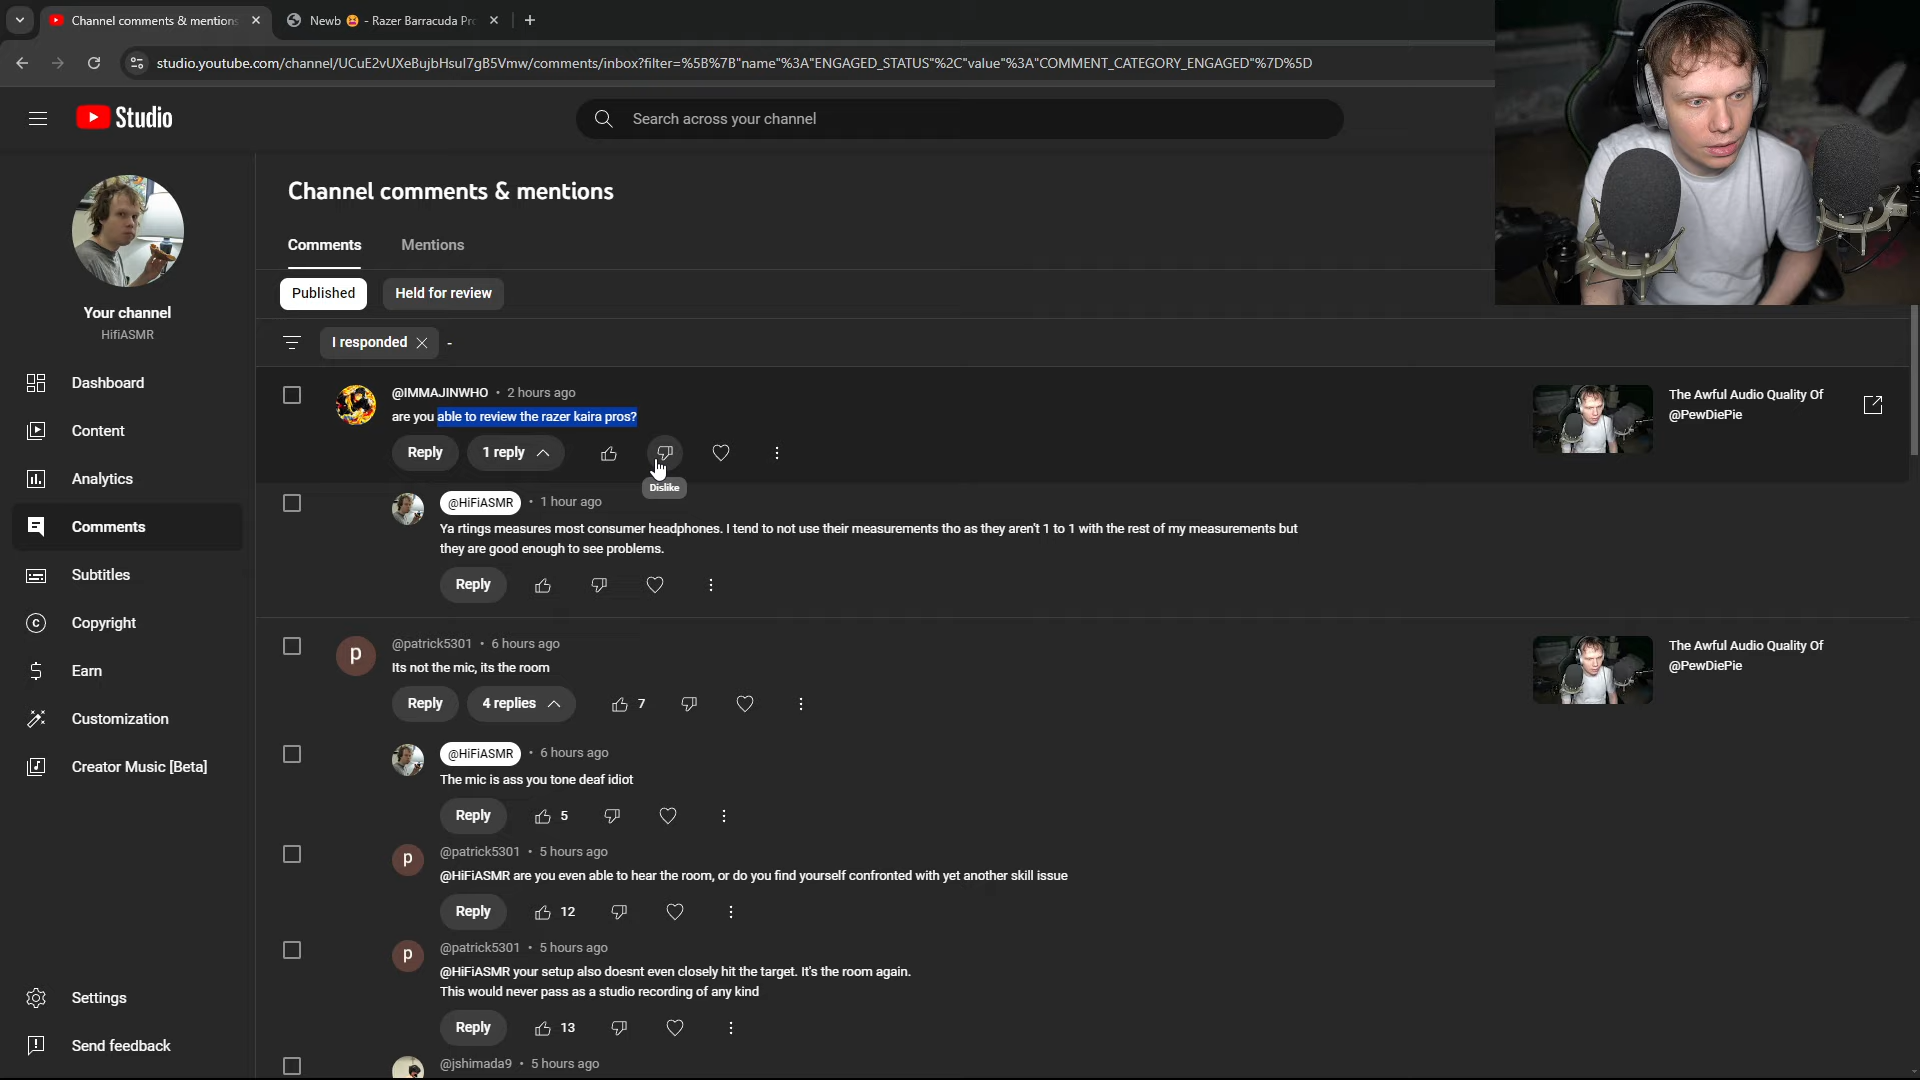 Channel comments & mentions
Newb 😆 - Razer Barracuda Pr
studio.youtube.com/channel/UCuE2vUXeBujbHsuI7gB5Vmw/comments/inbox?filter=%5B%7B"name"%3A"ENGAGED_STATUS"%2C"value"%3A"COMMENT_CATEGORY_ENGAGED"%7D%5D
Studio
Search across your channel
Your channel
HifiASMR
Dashboard
Content
Analytics
Comments
Subtitles
Copyright
Earn
Customization
Creator Music [Beta]
Settings
Send feedback
Channel comments & mentions
Comments Mentions
Published Held for review
I responded -
@IMMAJINWHO • 2 hours ago
are you able to review the razer kaira pros?
Reply 1 reply
Dislike
The Awful Audio Quality Of
@PewDiePie
@HiFiASMR • 1 hour ago
Ya rtings measures most consumer headphones. I tend to not use their measurements tho as they aren't 1 to 1 with the rest of my measurements but
they are good enough to see problems.
Reply
@patrick5301 • 6 hours ago
Its not the mic, its the room
Reply 4 replies 7
The Awful Audio Quality Of
@PewDiePie
@HiFiASMR • 6 hours ago
The mic is ass you tone deaf idiot
Reply 5
p
@patrick5301 • 5 hours ago
@HiFiASMR are you even able to hear the room, or do you find yourself confronted with yet another skill issue
Reply 12
p
@patrick5301 • 5 hours ago
@HiFiASMR your setup also doesnt even closely hit the target. It's the room again.
This would never pass as a studio recording of any kind
Reply 13
p
@jshimada9 • 5 hours ago